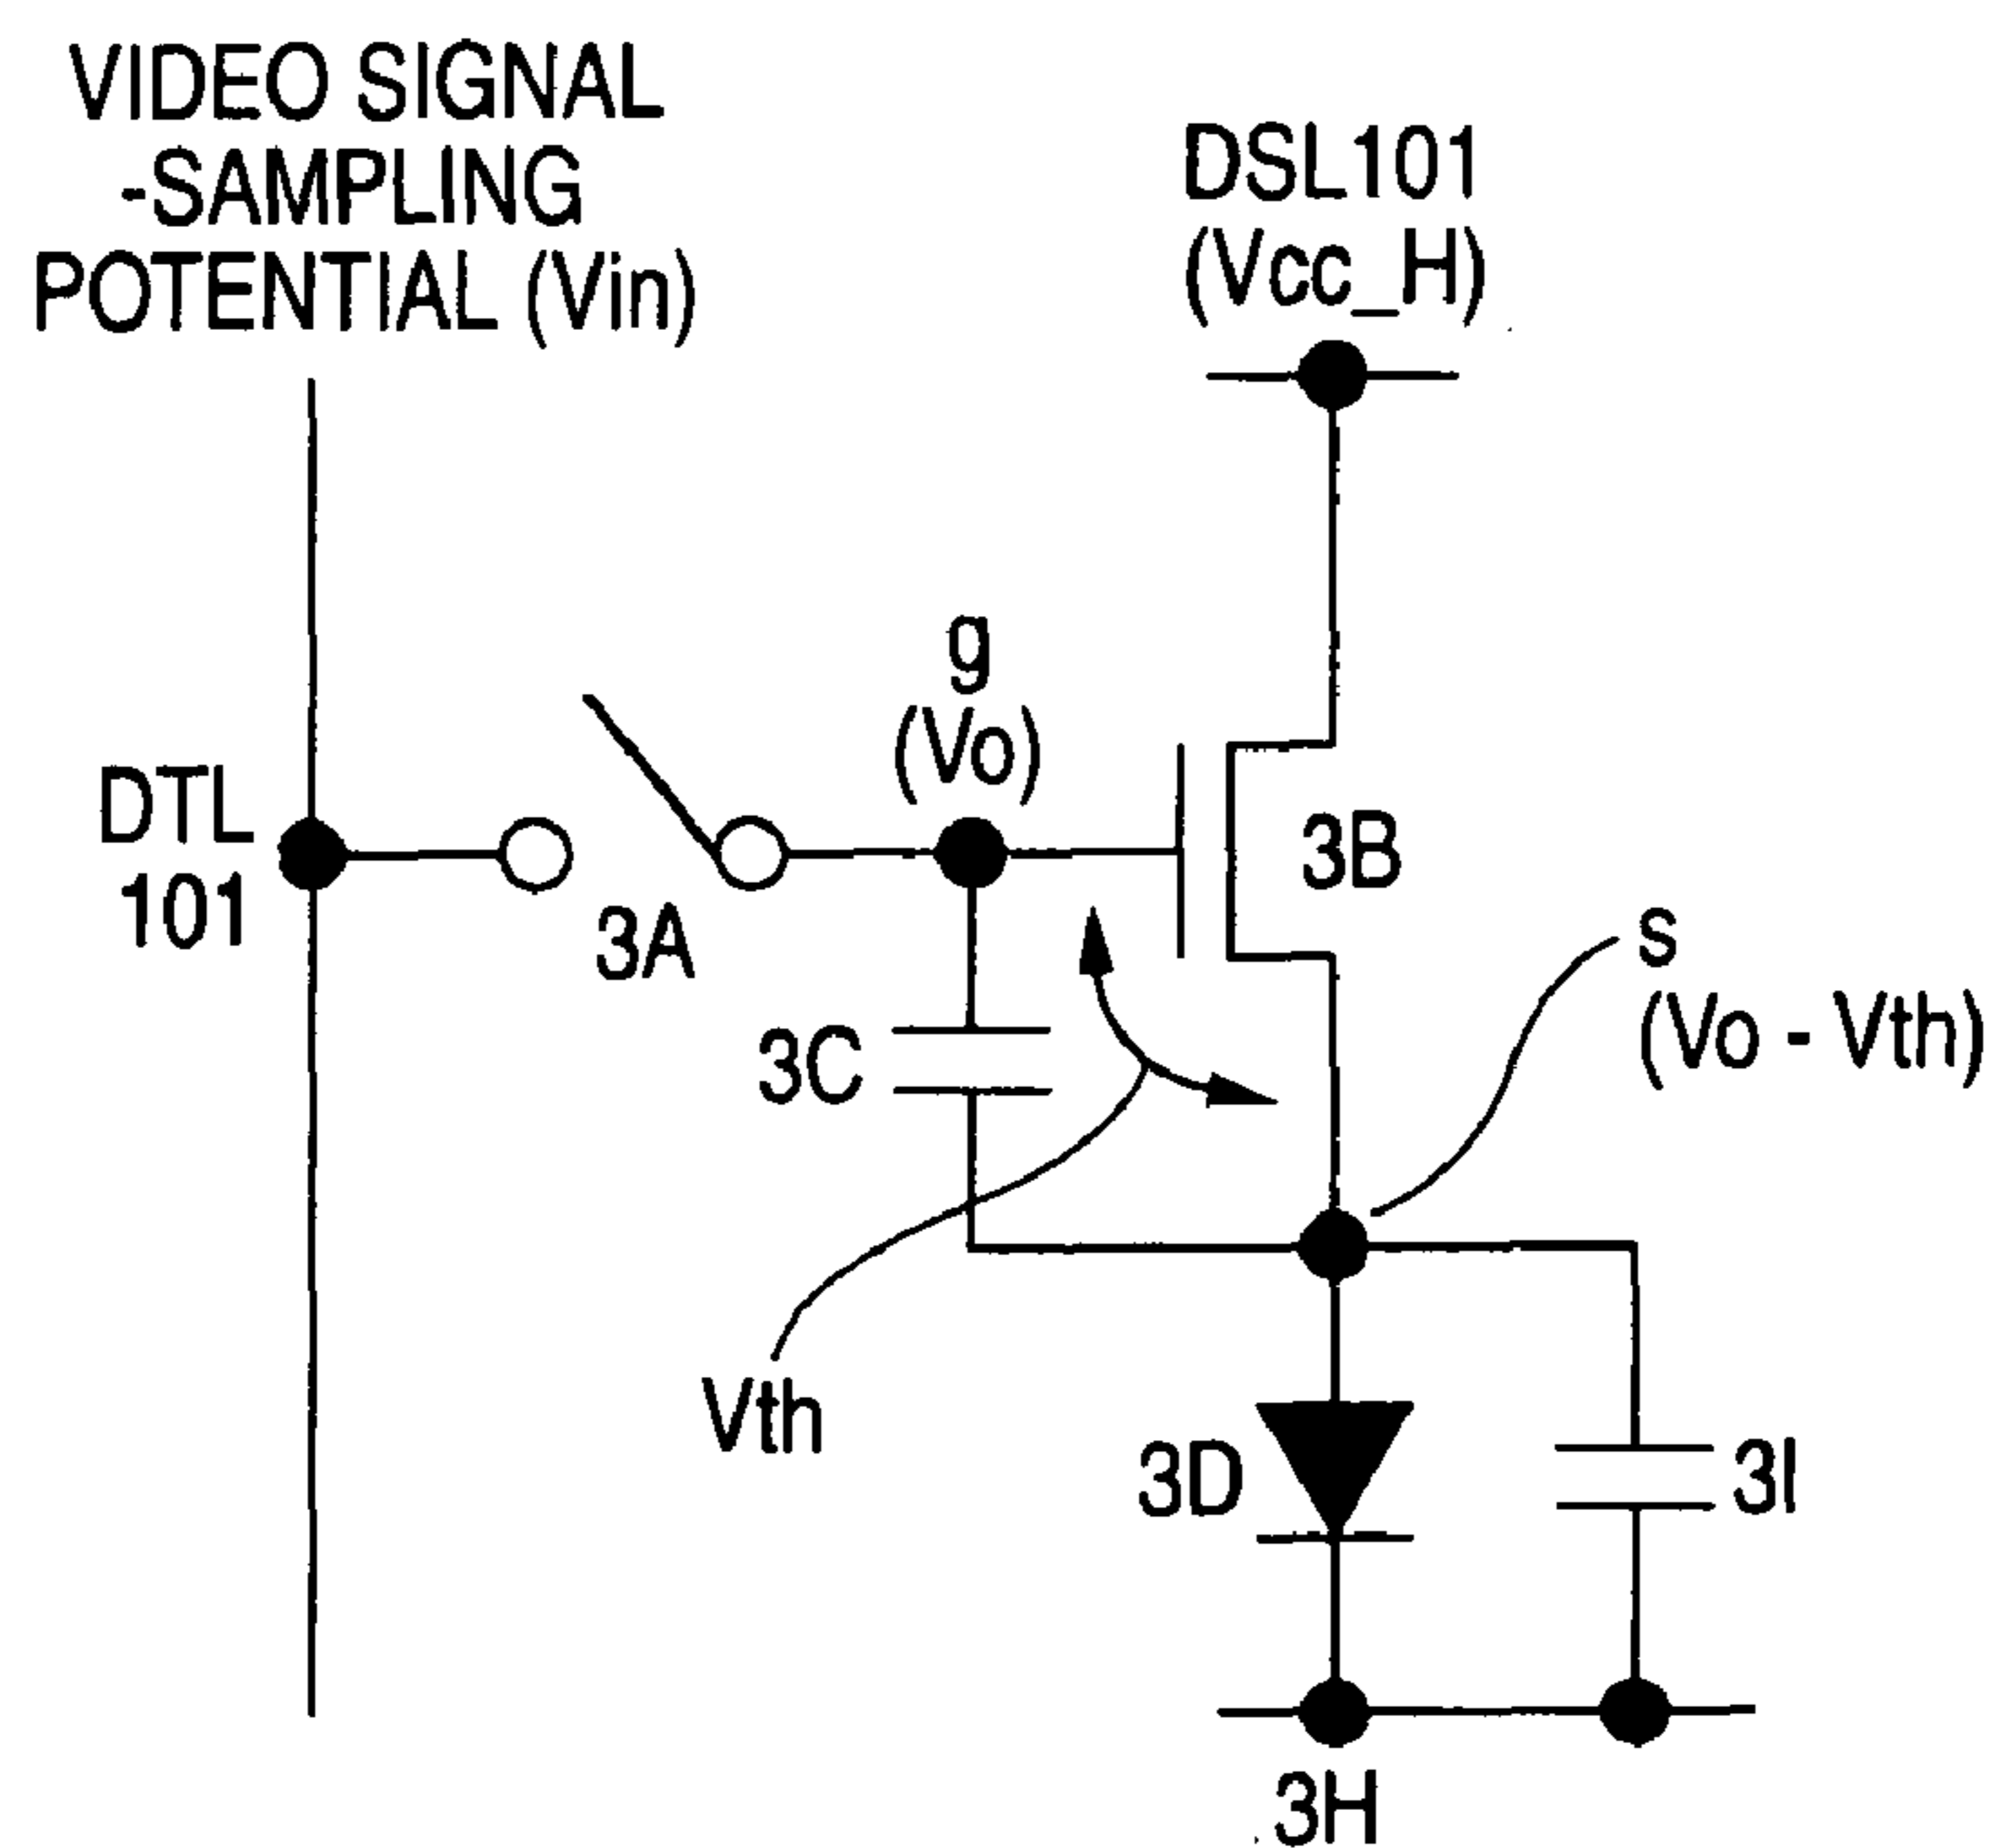 VIDEO SIGNAL
-SAMPLING
POTENTIAL (Vin)
DSL101
(Vcc_H)
g
(Vo)
DTL
101
3A
3B
s
(Vo - Vth)
3C
Vth
3D
3I
3H